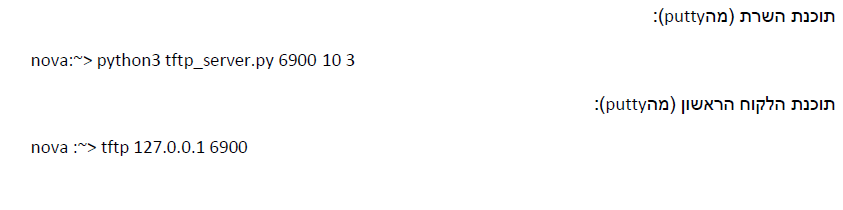 תוכנת השרת (מהputty):
nova:~> python3 tftp_server.py 6900 10 3
תוכנת הלקוח הראשון (מהputty):
nova :~> tftp 127.0.0.1 6900